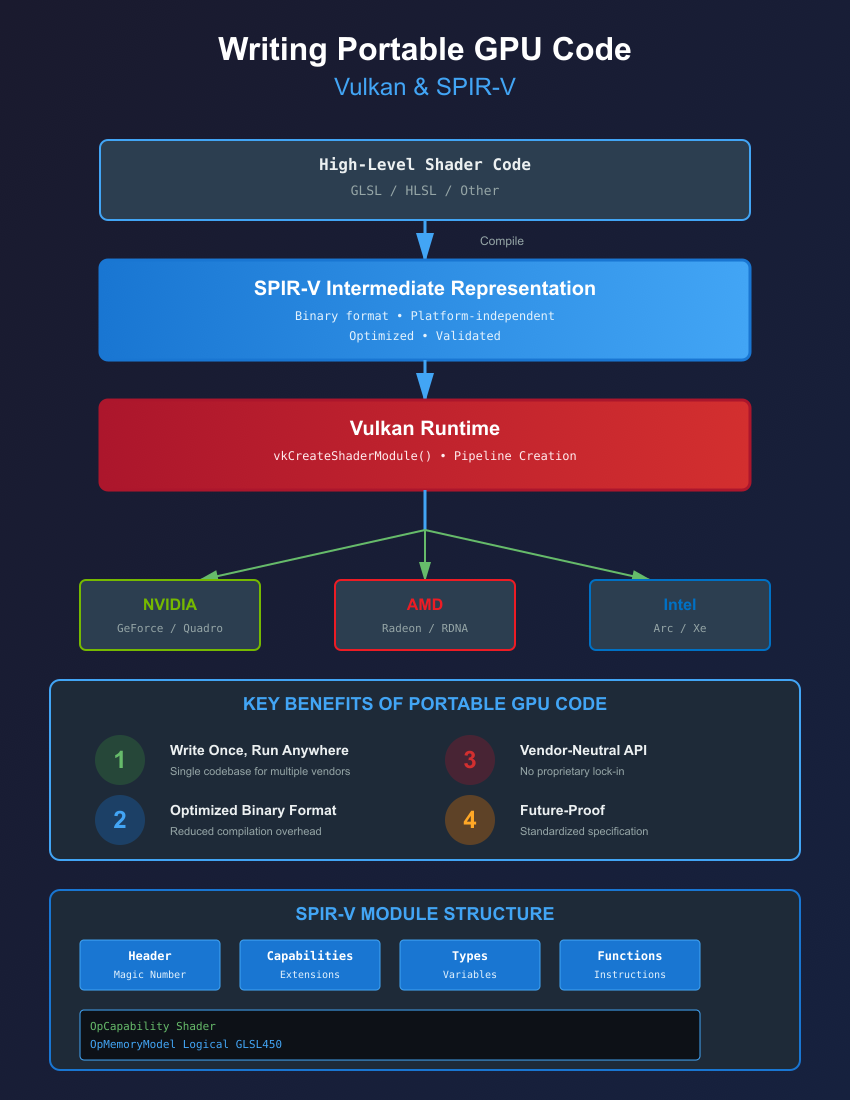 Writing Portable GPU Code
Vulkan & SPIR-V
High-Level Shader Code
GLSL / HLSL / Other
Compile
SPIR-V Intermediate Representation
Binary format • Platform-independent
Optimized • Validated
Vulkan Runtime
vkCreateShaderModule() • Pipeline Creation
NVIDIA
GeForce / Quadro
AMD
Radeon / RDNA
Intel
Arc / Xe
KEY BENEFITS OF PORTABLE GPU CODE
1
Write Once, Run Anywhere
Single codebase for multiple vendors
2
Optimized Binary Format
Reduced compilation overhead
3
Vendor-Neutral API
No proprietary lock-in
4
Future-Proof
Standardized specification
SPIR-V MODULE STRUCTURE
Header
Magic Number
Capabilities
Extensions
Types
Variables
Functions
Instructions
OpCapability Shader
OpMemoryModel Logical GLSL450